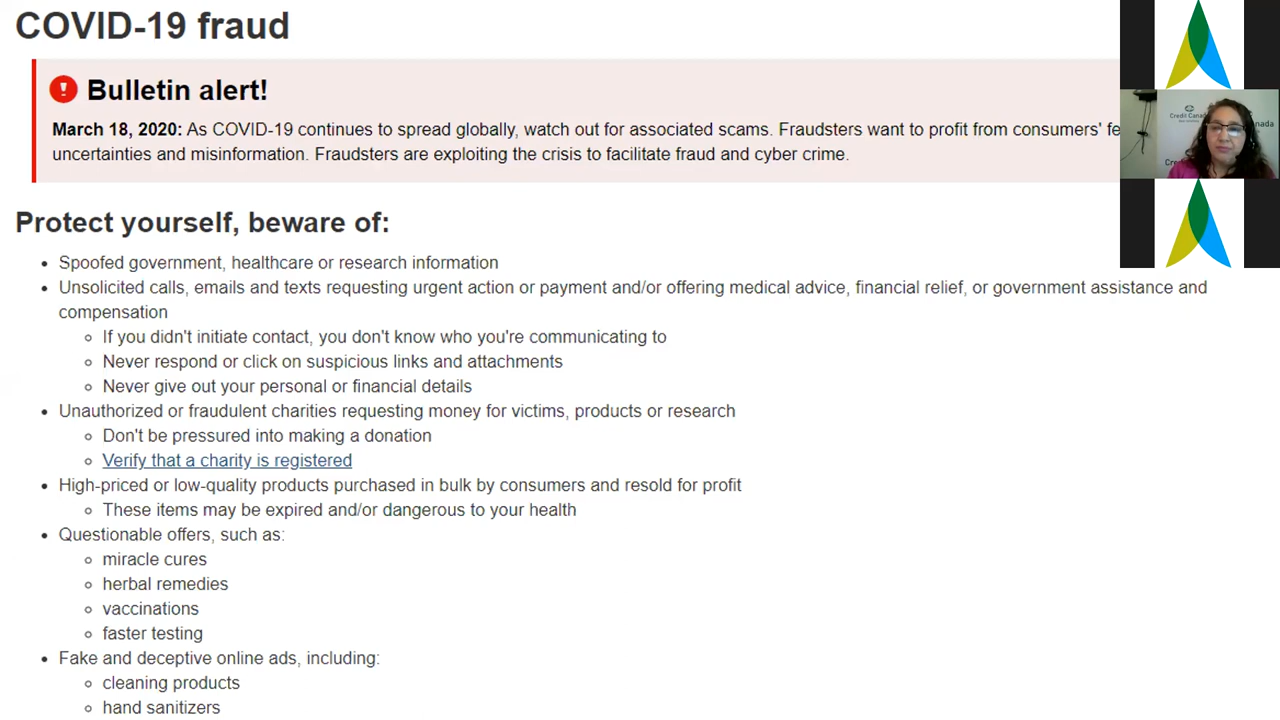 COVID-19 fraud
Bulletin alert!
March 18, 2020: As COVID-19 continues to spread globally, watch out for associated scams. Fraudsters want to profit from consumers'
uncertainties and misinformation. Fraudsters are exploiting the crisis to facilitate fraud and cyber crime.
Credit Canada
Protect yourself, beware of:
Spoofed government, healthcare or research information
Unsolicited calls, emails and texts requesting urgent action or payment and/or offering medical advice, financial relief, or government assistance and
compensation
If you didn't initiate contact, you don't know who you're communicating to
Never respond or click on suspicious links and attachments
Never give out your personal or financial details
Unauthorized or fraudulent charities requesting money for victims, products or research
Don't be pressured into making a donation
Verify that a charity is registered
High-priced or low-quality products purchased in bulk by consumers and resold for profit
These items may be expired and/or dangerous to your health
Questionable offers, such as:
miracle cures
herbal remedies
vaccinations
faster testing
Fake and deceptive online ads, including:
cleaning products
hand sanitizers